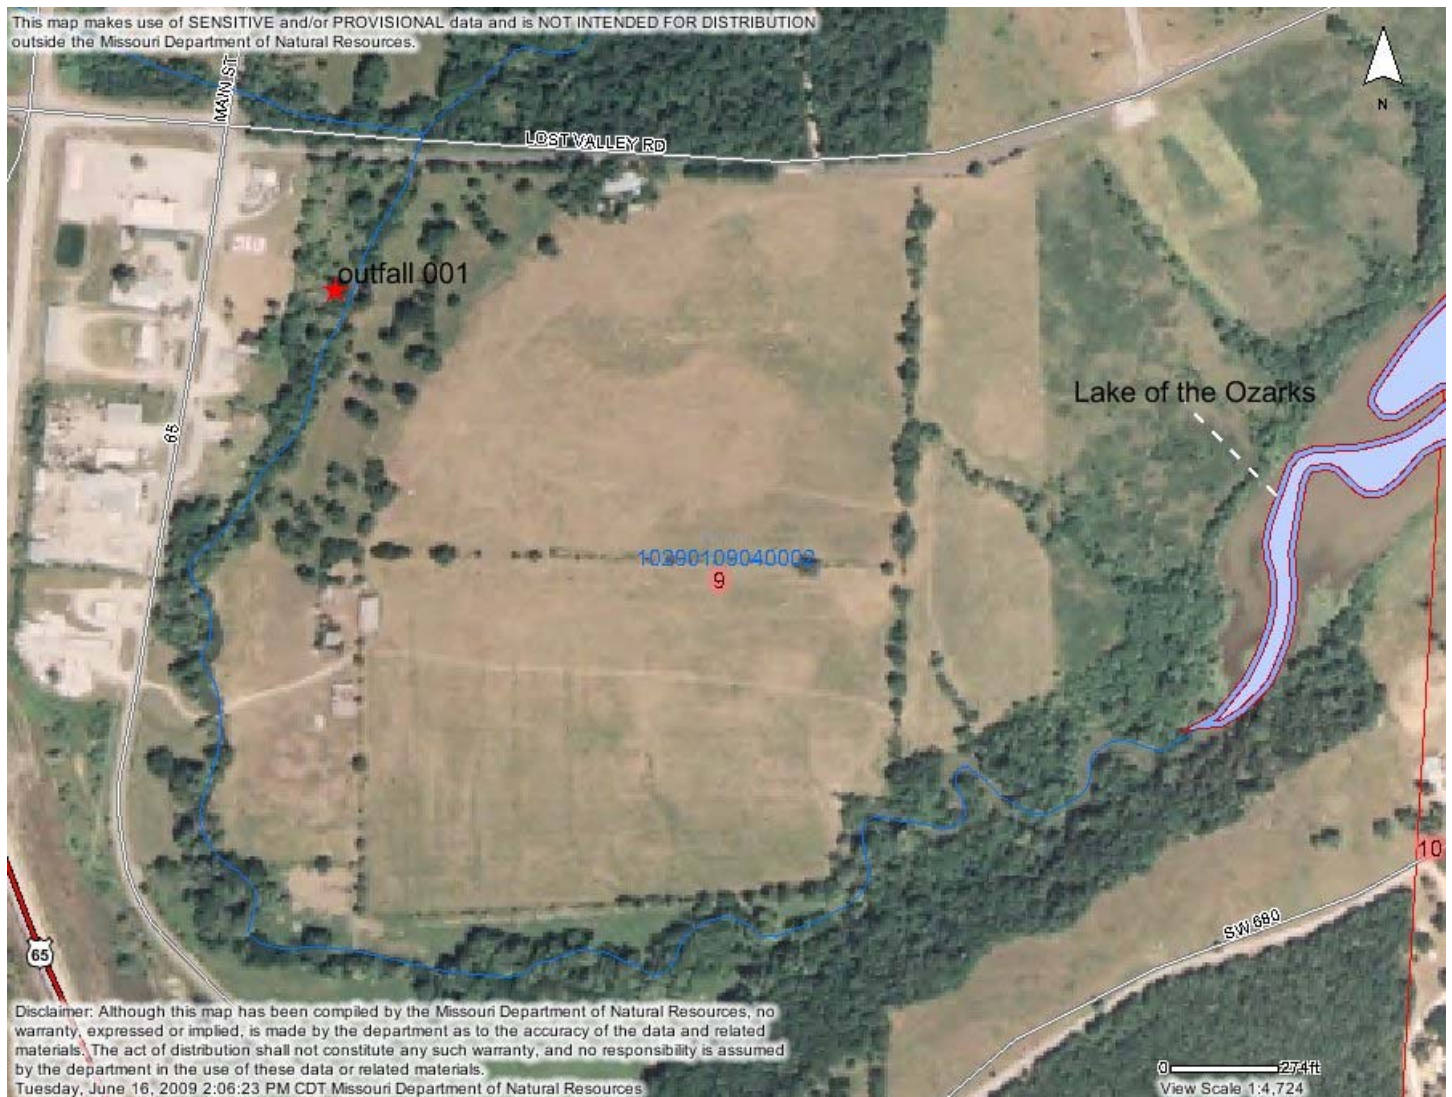 This map makes use of SENSITIVE and/or PROVISIONAL data and is NOT INTENDED FOR DISTRIBUTION
outside the Missouri Department of Natural Resources.
N
MAIN ST
LOST VALLEY RD
outfall 001
Lake of the Ozarks
65
10290109040002
9
10
SW 680
65
Disclaimer: Although this map has been compiled by the Missouri Department of Natural Resources, no
warranty, expressed or implied, is made by the department as to the accuracy of the data and related
materials. The act of distribution shall not constitute any such warranty, and no responsibility is assumed
by the department in the use of these data or related materials.
Tuesday, June 16, 2009 2:06:23 PM CDT Missouri Department of Natural Resources
0 274ft
View Scale 1:4,724